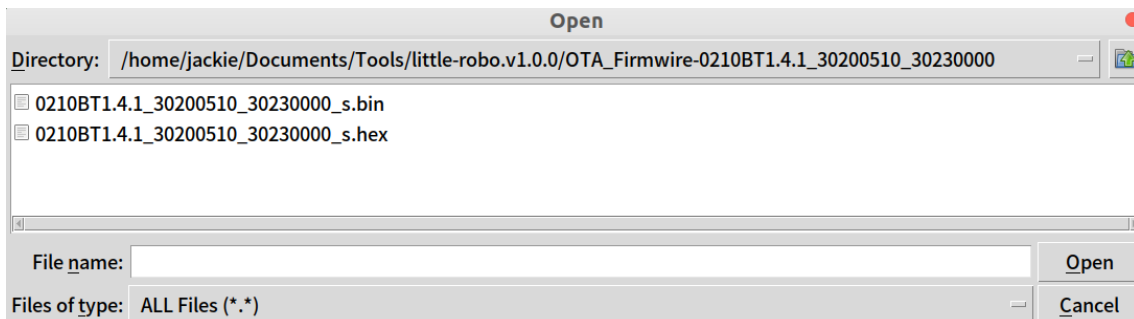 Open
Directory: /home/jackie/Documents/Tools/little-robo.v1.0.0/OTA_Firmwire-0210BT1.4.1_30200510_30230000
0210BT1.4.1_30200510_30230000_s.bin
0210BT1.4.1_30200510_30230000_s.hex
File name: Open
Files of type: ALL Files (*.*) Cancel